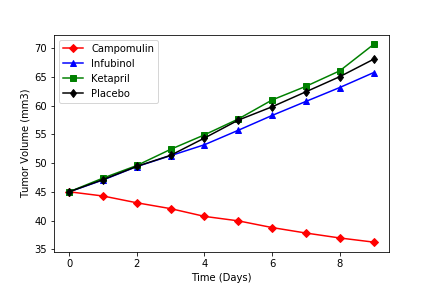 Campomulin
Infubinol
Ketapril
Placebo
Tumor Volume (mm3)
70
65
60
55
50
45
40
35
0
2
4
6
8
Time (Days)